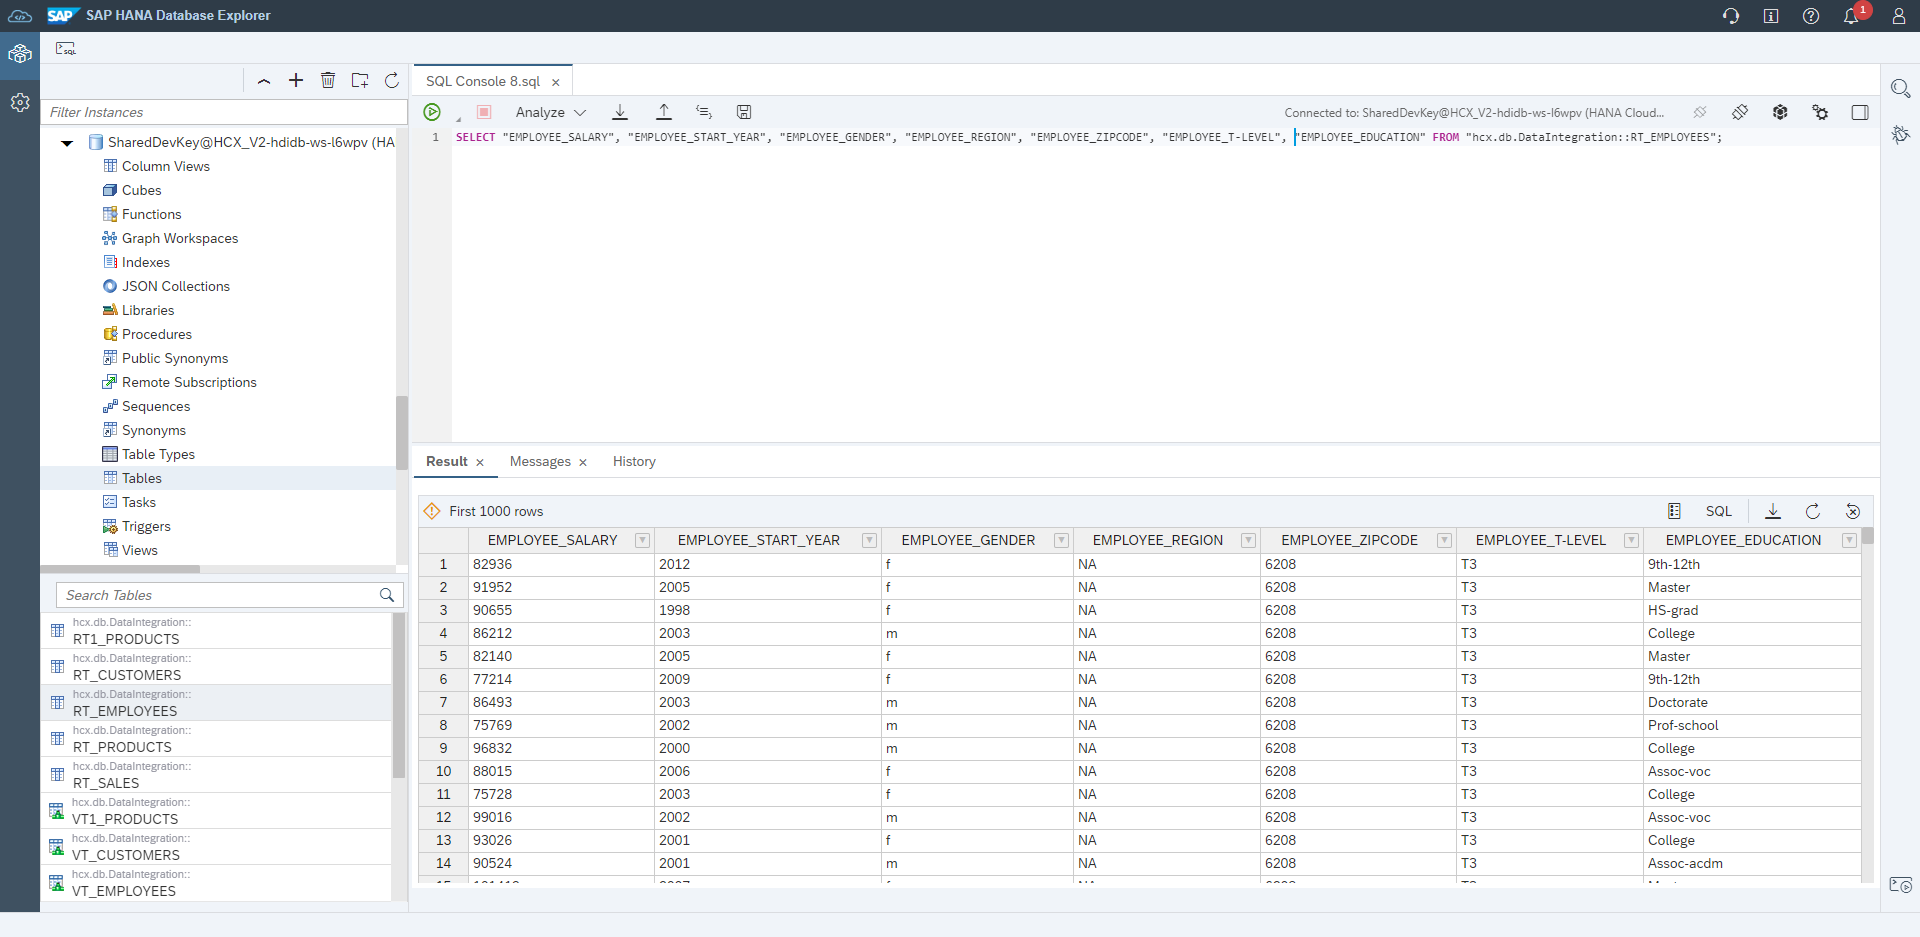 SAP SAP HANA Database Explorer
1
SQL
Filter Instances
SharedDevKey@HCX_V2-hdidb-ws-l6wpv (HA
Column Views
Cubes
Functions
Graph Workspaces
Indexes
JSON Collections
Libraries
Procedures
Public Synonyms
Remote Subscriptions
Sequences
Synonyms
Table Types
Tables
Tasks
Triggers
Views
Search Tables
hcx.db.DataIntegration::
RT1_PRODUCTS
hcx.db.DataIntegration::
RT_CUSTOMERS
hcx.db.DataIntegration::
RT_EMPLOYEES
hcx.db.DataIntegration::
RT_PRODUCTS
hcx.db.DataIntegration::
RT_SALES
hcx.db.DataIntegration::
VT1_PRODUCTS
hcx.db.DataIntegration::
VT_CUSTOMERS
hcx.db.DataIntegration::
VT_EMPLOYEES
SQL Console 8.sql
Analyze
Connected to: SharedDevKey@HCX_V2-hdidb-ws-l6wpv (HANA Cloud...
1 SELECT "EMPLOYEE_SALARY", "EMPLOYEE_START_YEAR", "EMPLOYEE_GENDER", "EMPLOYEE_REGION", "EMPLOYEE_ZIPCODE", "EMPLOYEE_T-LEVEL", "EMPLOYEE_EDUCATION" FROM "hcx.db.DataIntegration::RT_EMPLOYEES";
Result Messages History
First 1000 rows SQL
EMPLOYEE_SALARY EMPLOYEE_START_YEAR EMPLOYEE_GENDER EMPLOYEE_REGION EMPLOYEE_ZIPCODE EMPLOYEE_T-LEVEL EMPLOYEE_EDUCATION
1 82936 2012 f NA 6208 T3 9th-12th
2 91952 2005 f NA 6208 T3 Master
3 90655 1998 f NA 6208 T3 HS-grad
4 86212 2003 m NA 6208 T3 College
5 82140 2005 f NA 6208 T3 Master
6 77214 2009 f NA 6208 T3 9th-12th
7 86493 2003 m NA 6208 T3 Doctorate
8 75769 2002 m NA 6208 T3 Prof-school
9 96832 2000 m NA 6208 T3 College
10 88015 2006 f NA 6208 T3 Assoc-voc
11 75728 2003 f NA 6208 T3 College
12 99016 2002 m NA 6208 T3 Assoc-voc
13 93026 2001 f NA 6208 T3 College
14 90524 2001 m NA 6208 T3 Assoc-acdm